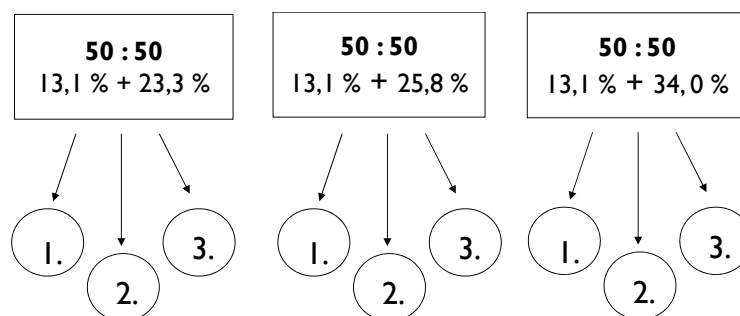 50 : 50
13,1 % + 23,3 %
1.
2.
3.
50 : 50
13,1 % + 25,8 %
1.
2.
3.
50 : 50
13,1 % + 34,0 %
1.
2.
3.